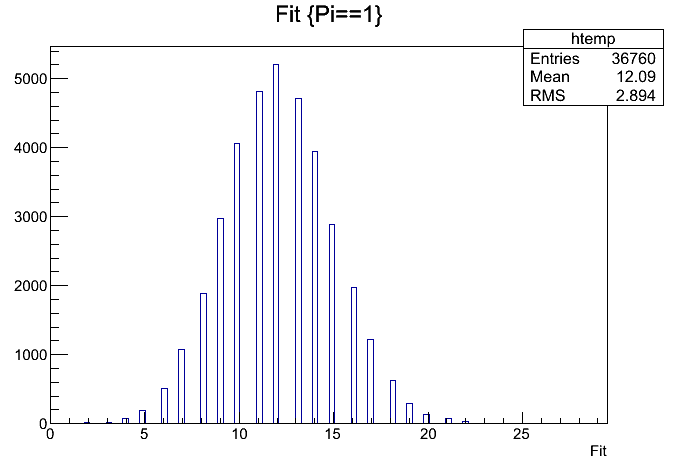 Fit {Pi==1}
htemp
Entries 36760
Mean 12.09
RMS 2.894
5000
4000
3000
2000
1000
0
0 5 10 15 20 25
Fit